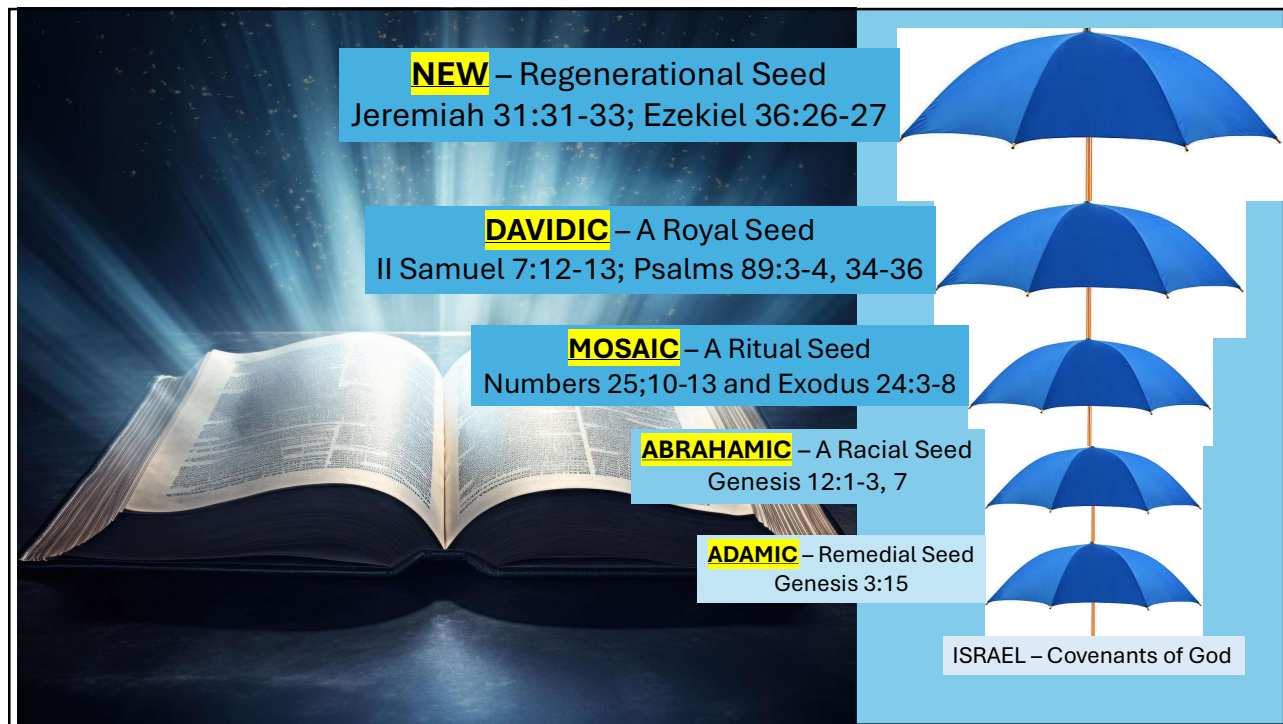 NEW – Regenerational Seed
Jeremiah 31:31-33; Ezekiel 36:26-27
DAVIDIC – A Royal Seed
II Samuel 7:12-13; Psalms 89:3-4, 34-36
MOSAIC – A Ritual Seed
Numbers 25;10-13 and Exodus 24:3-8
ABRAHAMIC – A Racial Seed
Genesis 12:1-3, 7
ADAMIC – Remedial Seed
Genesis 3:15
ISRAEL – Covenants of God